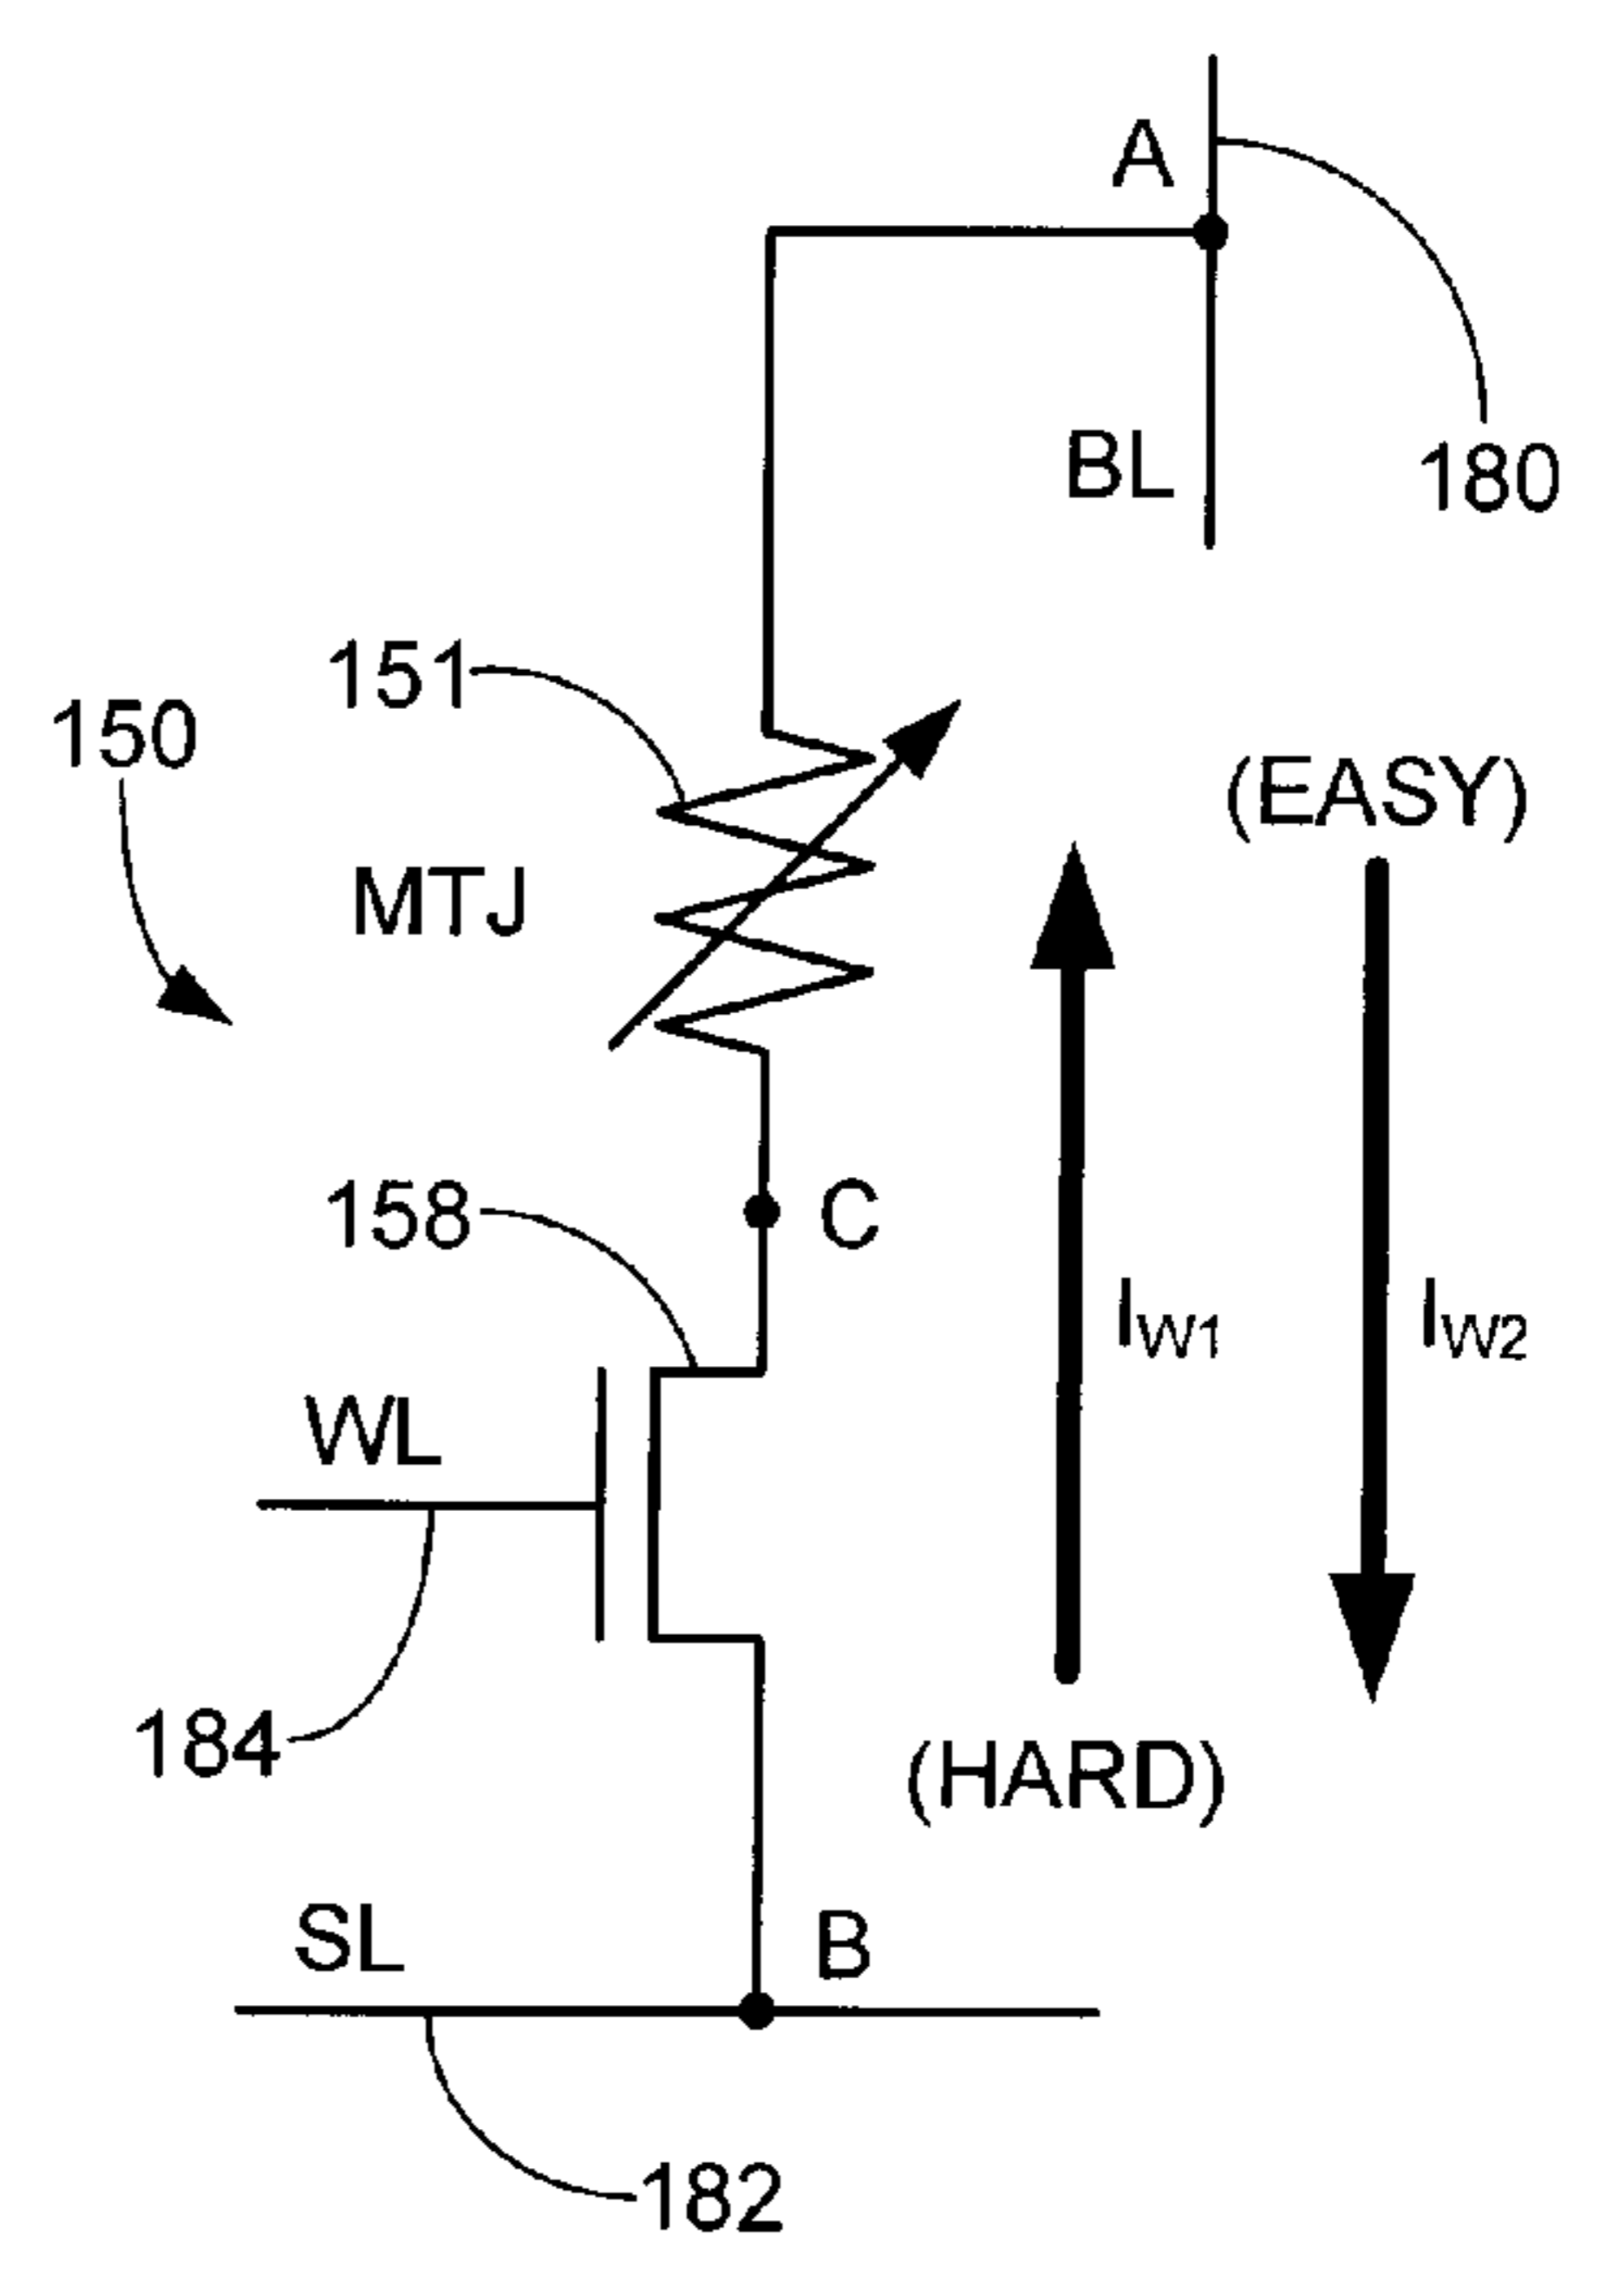 A
BL
180
151
150
(EASY)
MTJ
158
C
IW1
IW2
WL
184
(HARD)
SL
B
182